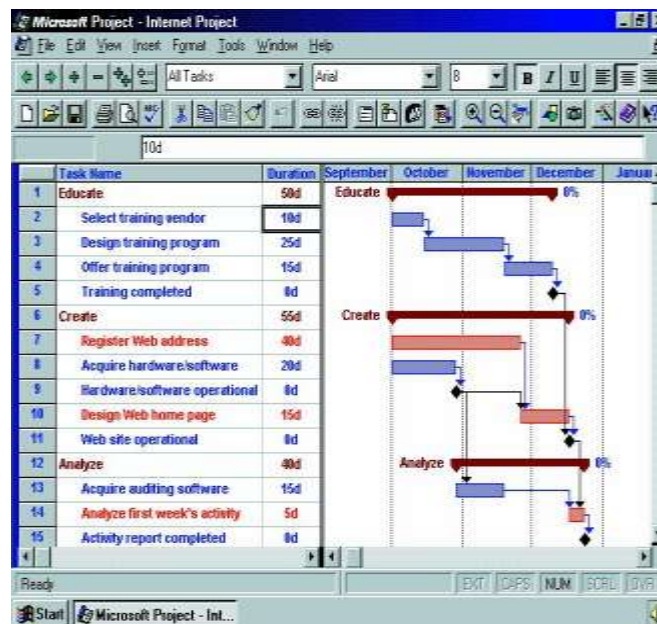 Microsoft Project - Internet Project
File Edit View Insert Format Tools Window Help
All Tasks Arial 8 B I U
10d
Task Name Duration September October November December Januar
1 Educate 50d Educate 0%
2 Select training vendor 10d
3 Design training program 25d
4 Offer training program 15d
5 Training completed 0d
6 Create 55d Create 0%
7 Register Web address 40d
8 Acquire hardware/software 20d
9 Hardware/software operational 0d
10 Design Web home page 15d
11 Web site operational 0d
12 Analyze 40d Analyze 0%
13 Acquire auditing software 15d
14 Analyze first week's activity 5d
15 Activity report completed 0d
Ready EXT CAPS NUM SCRL OVR
Start Microsoft Project - Int...